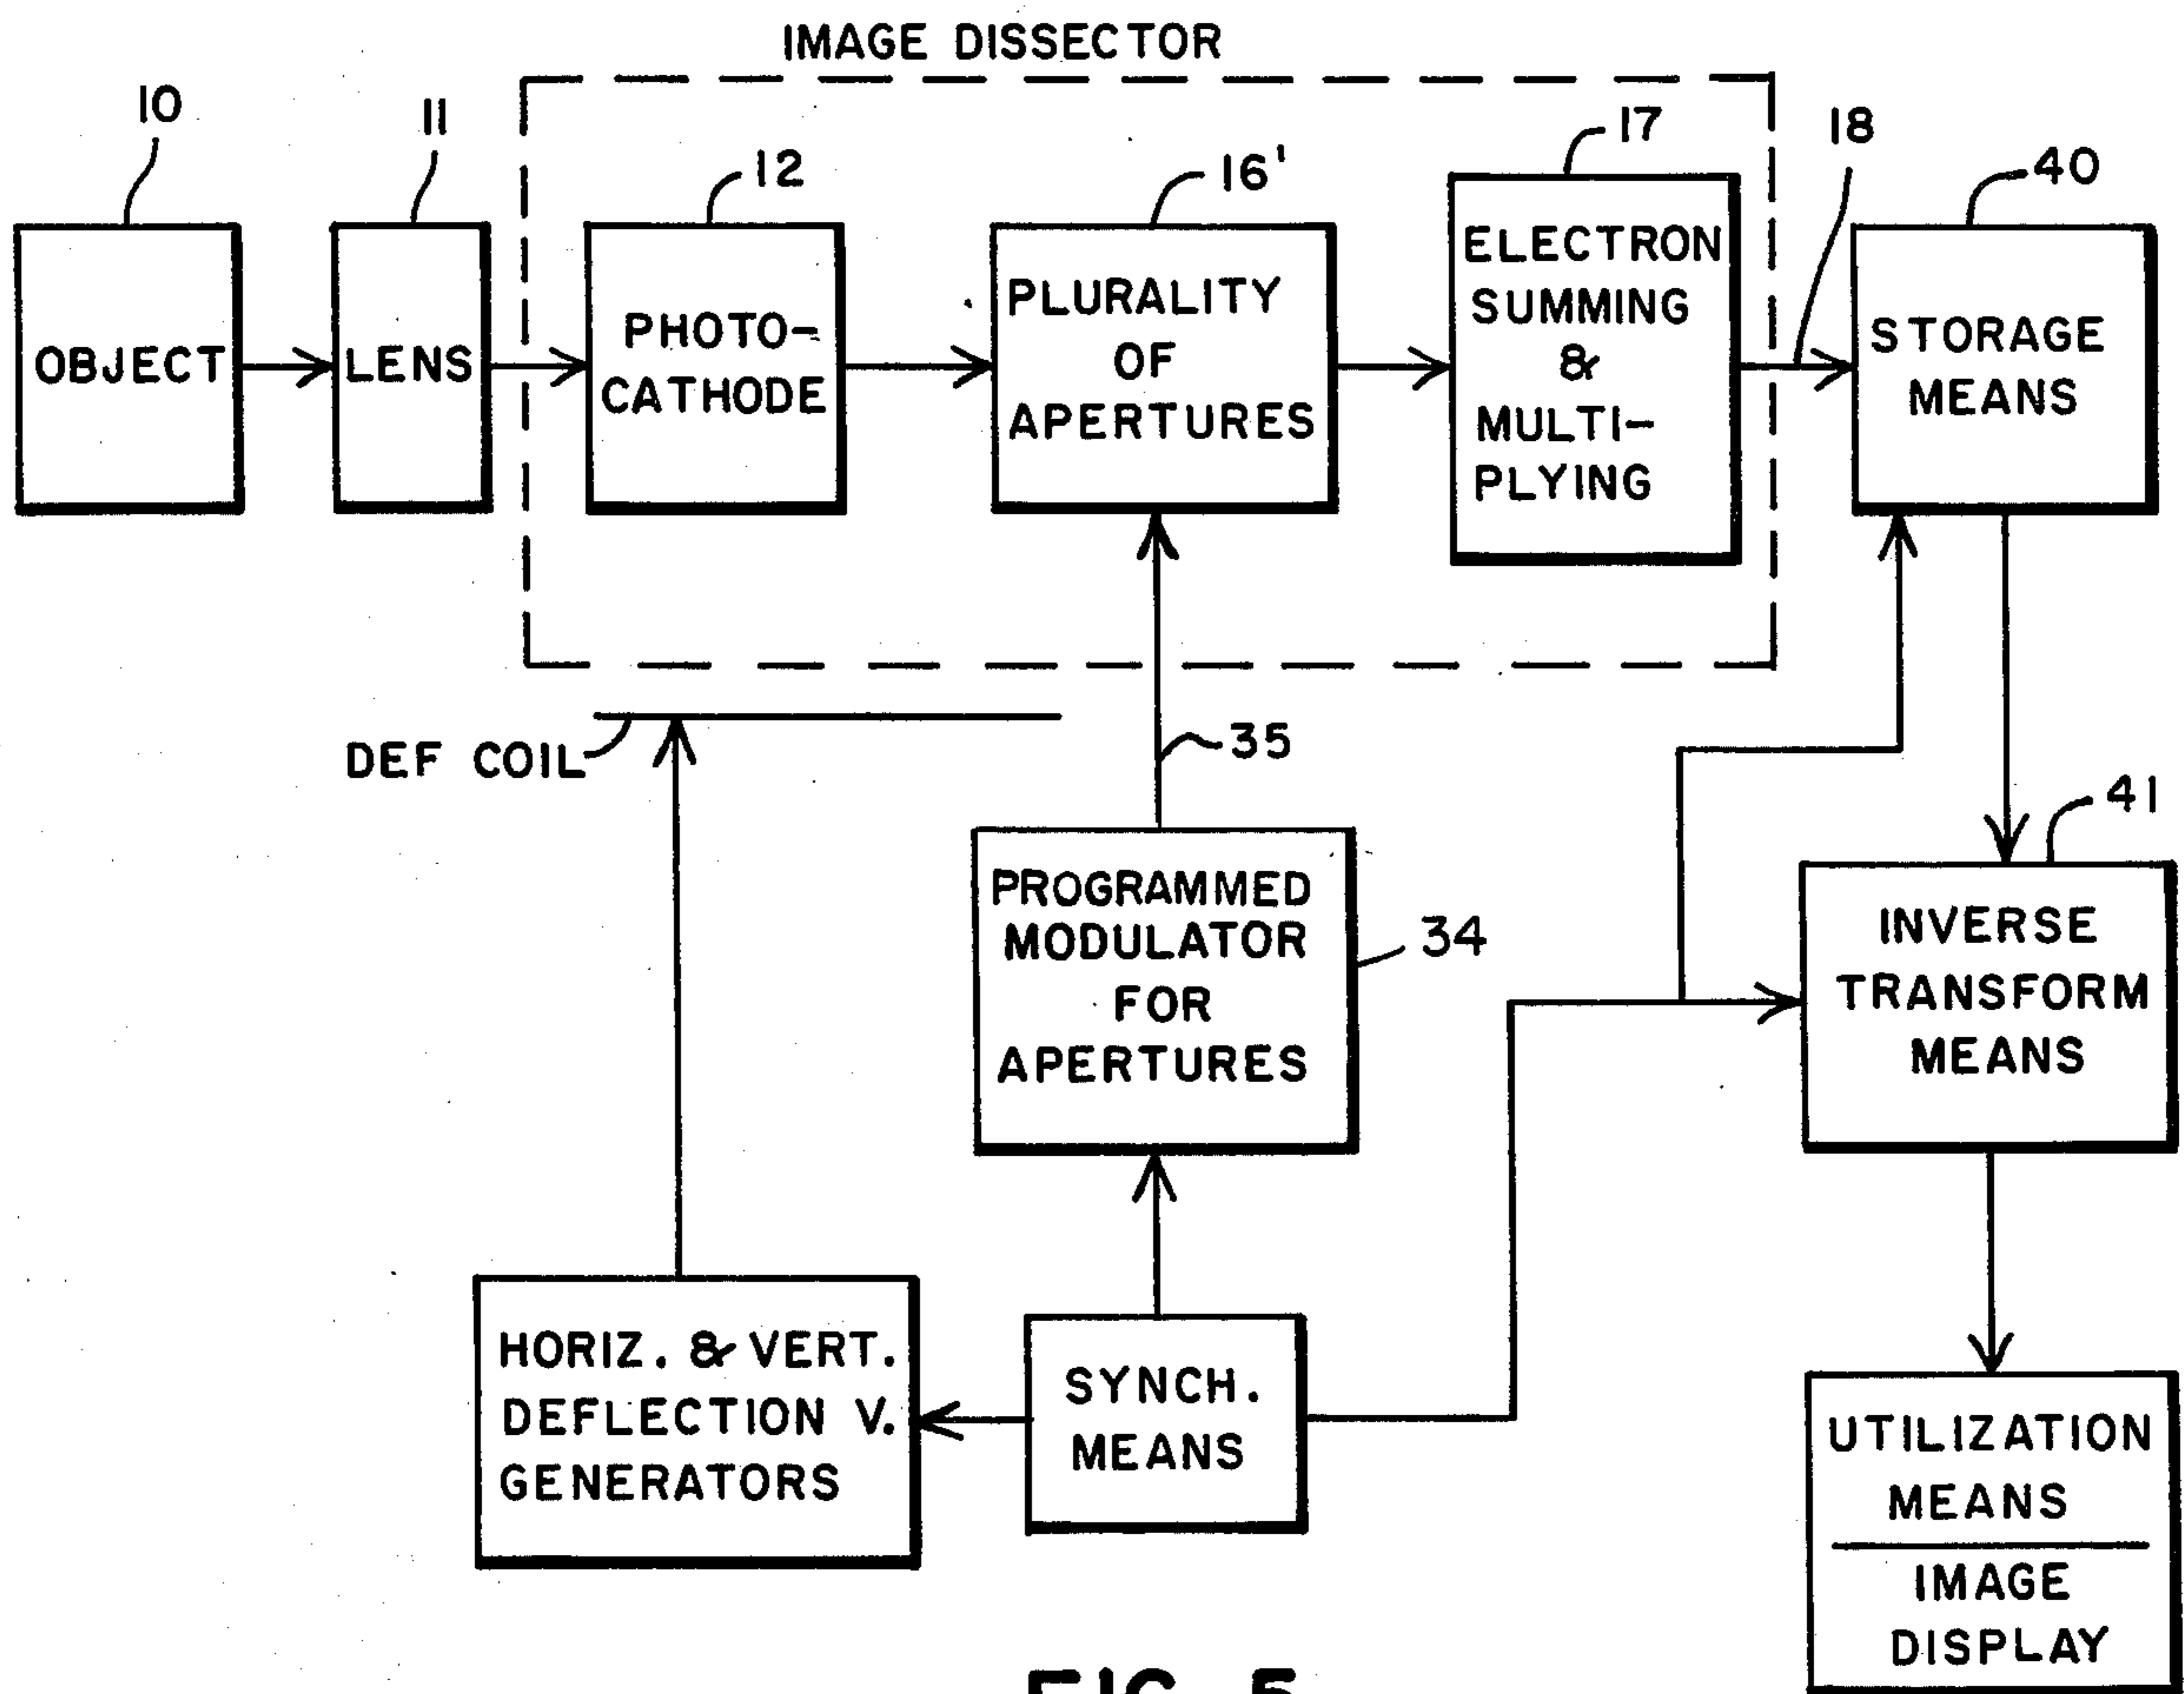 IMAGE DISSECTOR
10
11
12
16'
17
18
40
OBJECT
LENS
PHOTO-
CATHODE
PLURALITY
OF
APERTURES
ELECTRON
SUMMING
&
MULTI-
PLYING
STORAGE
MEANS
DEF COIL
35
PROGRAMMED
MODULATOR
FOR
APERTURES
34
41
INVERSE
TRANSFORM
MEANS
HORIZ. & VERT.
DEFLECTION V.
GENERATORS
SYNCH.
MEANS
UTILIZATION
MEANS
IMAGE
DISPLAY
FIG. 5